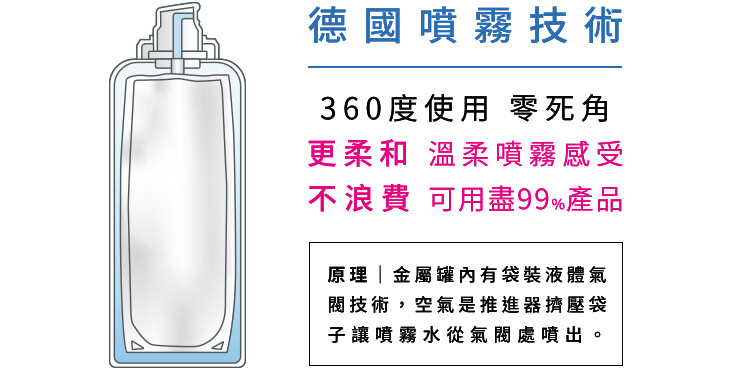 德國噴霧技術
360度使用 零死角
更柔和 溫柔噴霧感受
不浪費 可用盡99%產品
原理｜金屬罐內有袋裝液體氣
閥技術，空氣是推進器擠壓袋
子讓噴霧水從氣閥處噴出。